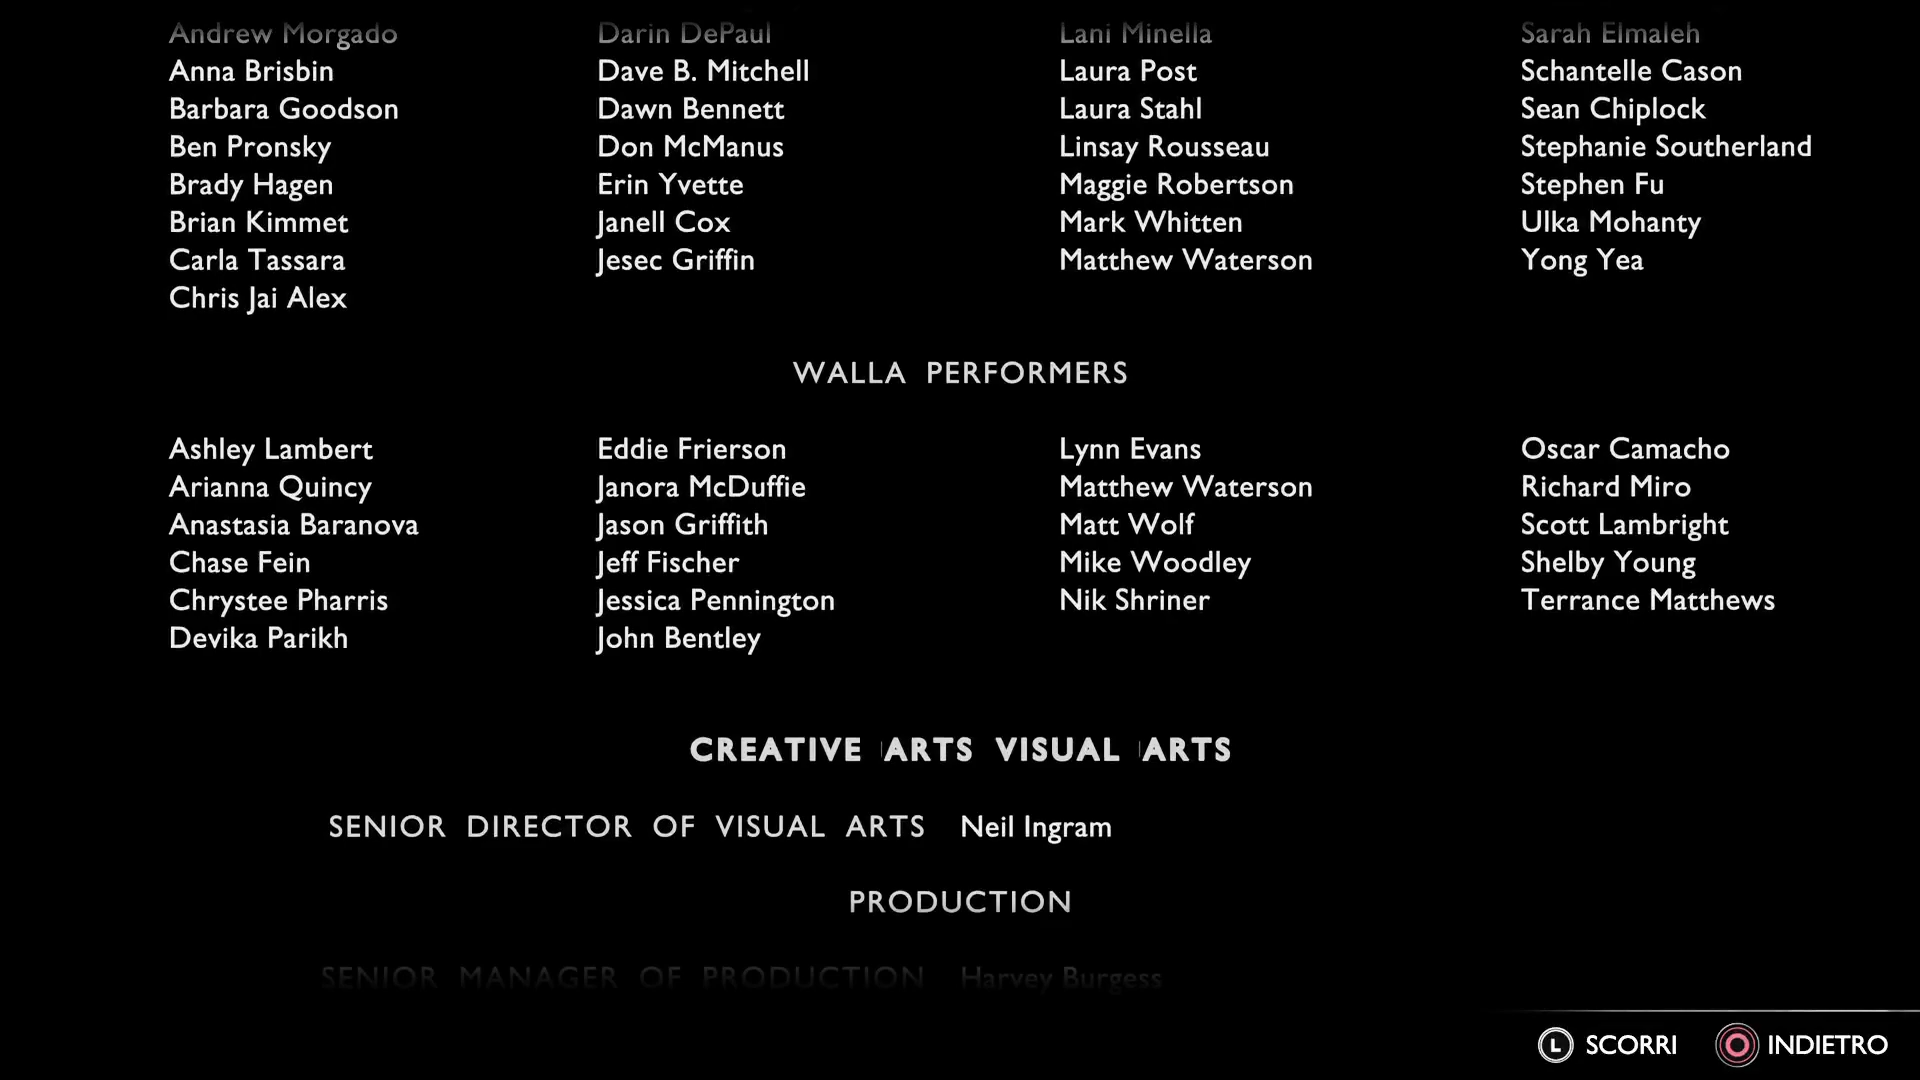 Andrew Morgado Darin DePaul Lani Minella Sarah Elmaleh
Anna Brisbin Dave B. Mitchell Laura Post Schantelle Cason
Barbara Goodson Dawn Bennett Laura Stahl Sean Chiplock
Ben Pronsky Don McManus Linsay Rousseau Stephanie Southerland
Brady Hagen Erin Yvette Maggie Robertson Stephen Fu
Brian Kimmet Janell Cox Mark Whitten Ulka Mohanty
Carla Tassara Jesec Griffin Matthew Waterson Yong Yea
Chris Jai Alex
WALLA PERFORMERS
Ashley Lambert Eddie Frierson Lynn Evans Oscar Camacho
Arianna Quincy Janora McDuffie Matthew Waterson Richard Miro
Anastasia Baranova Jason Griffith Matt Wolf Scott Lambright
Chase Fein Jeff Fischer Mike Woodley Shelby Young
Chrystee Pharris Jessica Pennington Nik Shriner Terrance Matthews
Devika Parikh John Bentley
CREATIVE ARTS VISUAL ARTS
SENIOR DIRECTOR OF VISUAL ARTS Neil Ingram
PRODUCTION
SENIOR MANAGER OF PRODUCTION Harvey Burgess
L SCORRI INDIETRO